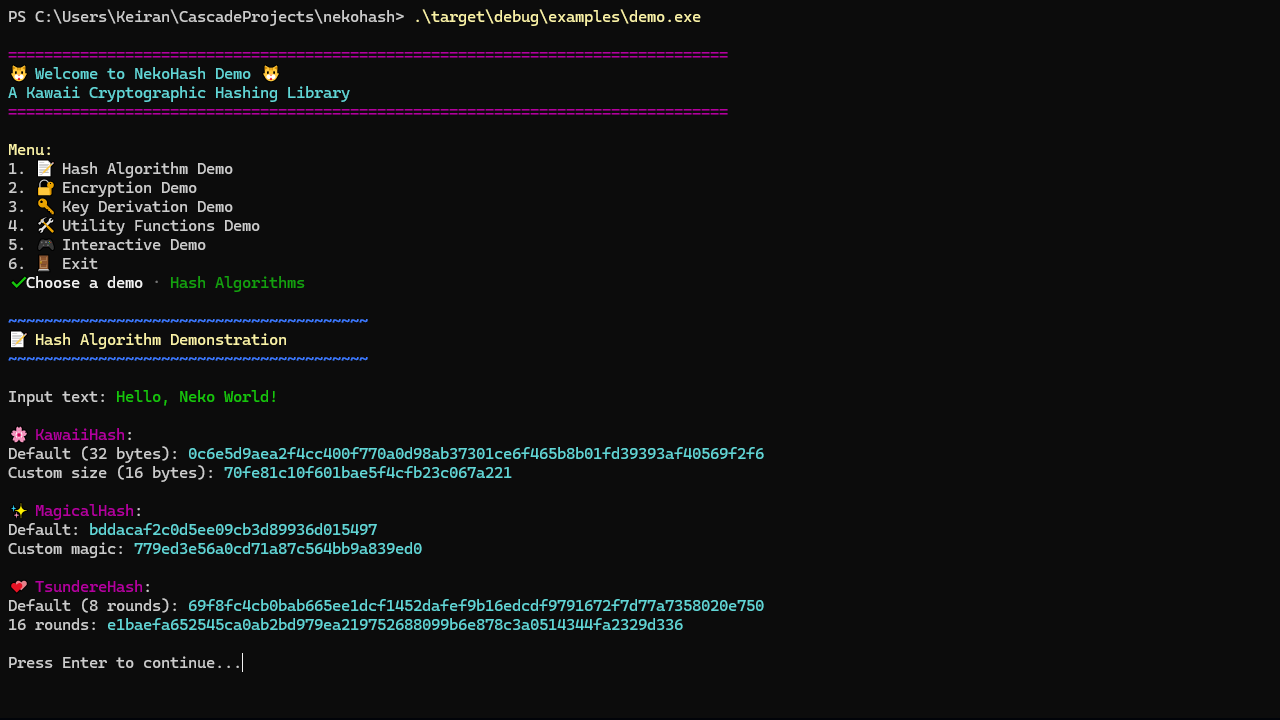 PS C:\Users\Keiran\CascadeProjects\nekohash> .\target\debug\examples\demo.exe
================================================================================
🐱 Welcome to NekoHash Demo 🐱
A Kawaii Cryptographic Hashing Library
================================================================================
Menu:
1. 📝 Hash Algorithm Demo
2. 🔐 Encryption Demo
3. 🔑 Key Derivation Demo
4. 🛠️ Utility Functions Demo
5. 🎮 Interactive Demo
6. 🚪 Exit
✓Choose a demo · Hash Algorithms
~~~~~~~~~~~~~~~~~~~~~~~~~~~~~~~~~~~~~~~~
📝 Hash Algorithm Demonstration
~~~~~~~~~~~~~~~~~~~~~~~~~~~~~~~~~~~~~~~~
Input text: Hello, Neko World!
🌸 KawaiiHash:
Default (32 bytes): 0c6e5d9aea2f4cc400f770a0d98ab37301ce6f465b8b01fd39393af40569f2f6
Custom size (16 bytes): 70fe81c10f601bae5f4cfb23c067a221
✨ MagicalHash:
Default: bddacaf2c0d5ee09cb3d89936d015497
Custom magic: 779ed3e56a0cd71a87c564bb9a839ed0
💕 TsundereHash:
Default (8 rounds): 69f8fc4cb0bab665ee1dcf1452dafef9b16edcdf9791672f7d77a7358020e750
16 rounds: e1baefa652545ca0ab2bd979ea219752688099b6e878c3a0514344fa2329d336
Press Enter to continue...